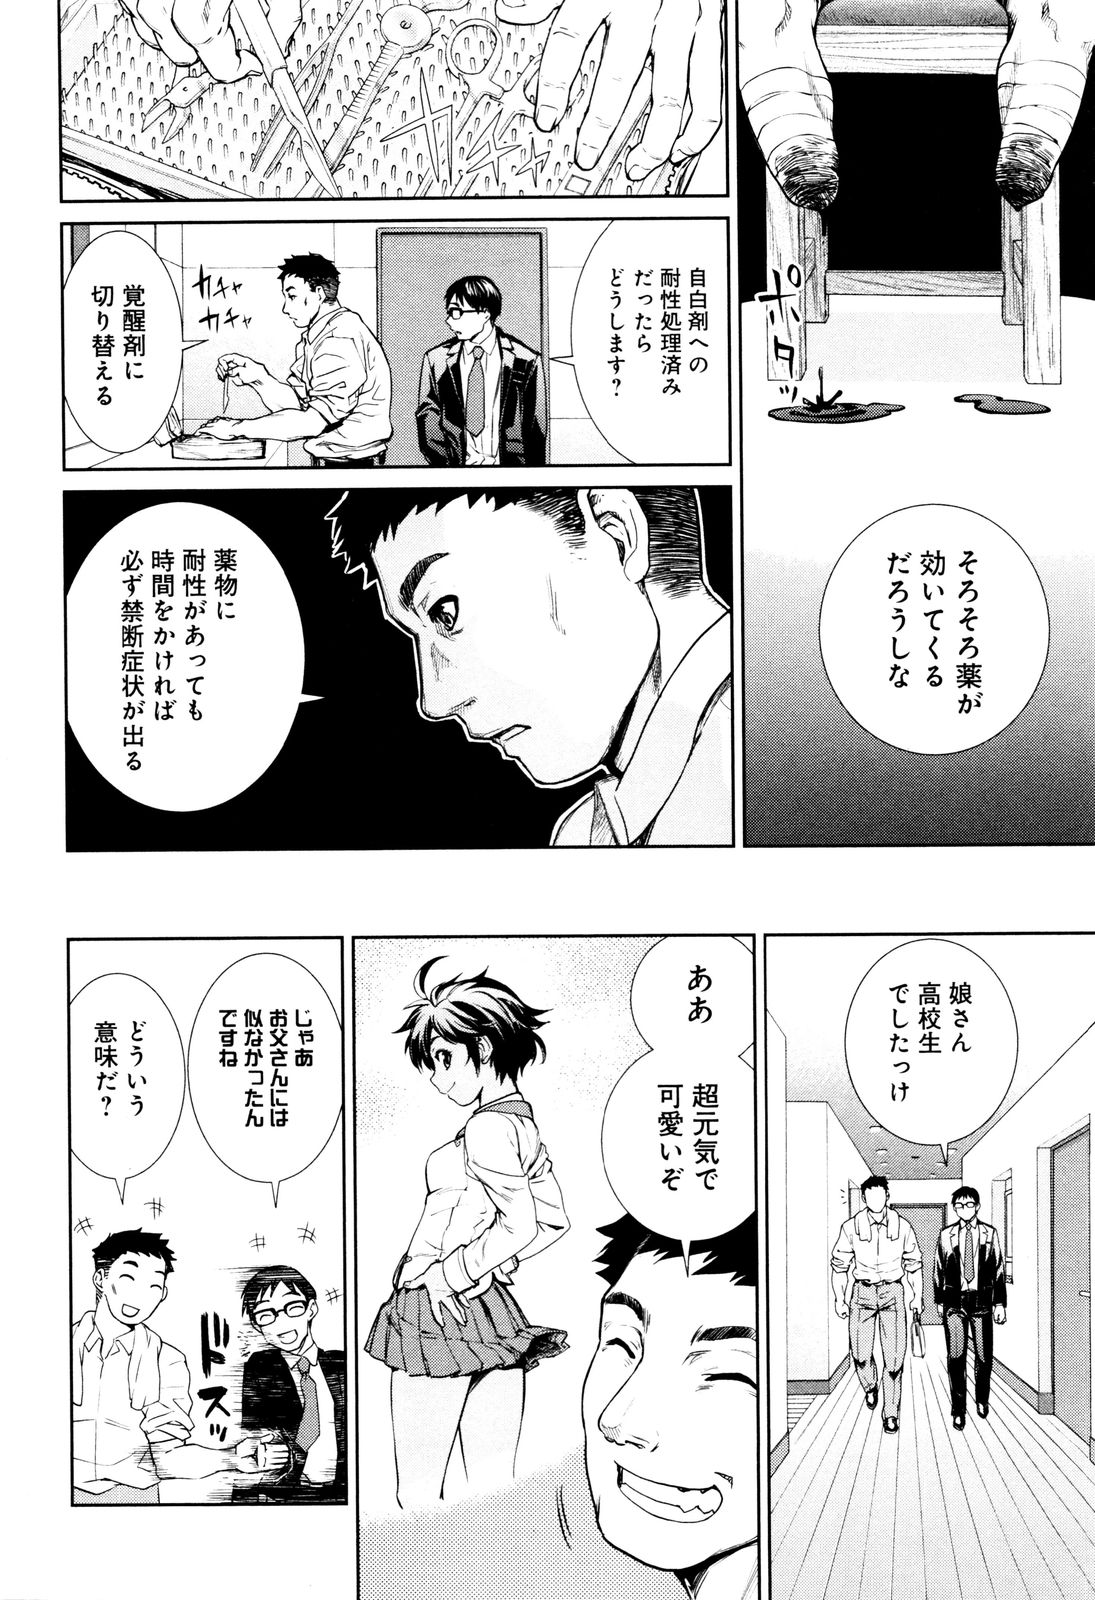 ポタッ
そろそろ薬が
効いてくる
だろうしな
ガチャ
ガチャ
自白剤への
耐性処理済み
だったら
どうします?
カチャ
カチャ
覚醒剤に
切り替える
薬物に
耐性があっても
時間をかければ
必ず禁断症状が出る
娘さん
高校生
でしたっけ
ああ
超元気で
可愛いぞ
じゃあ
お父さんには
似なかったん
ですね
どういう
意味だ?
ドスッ